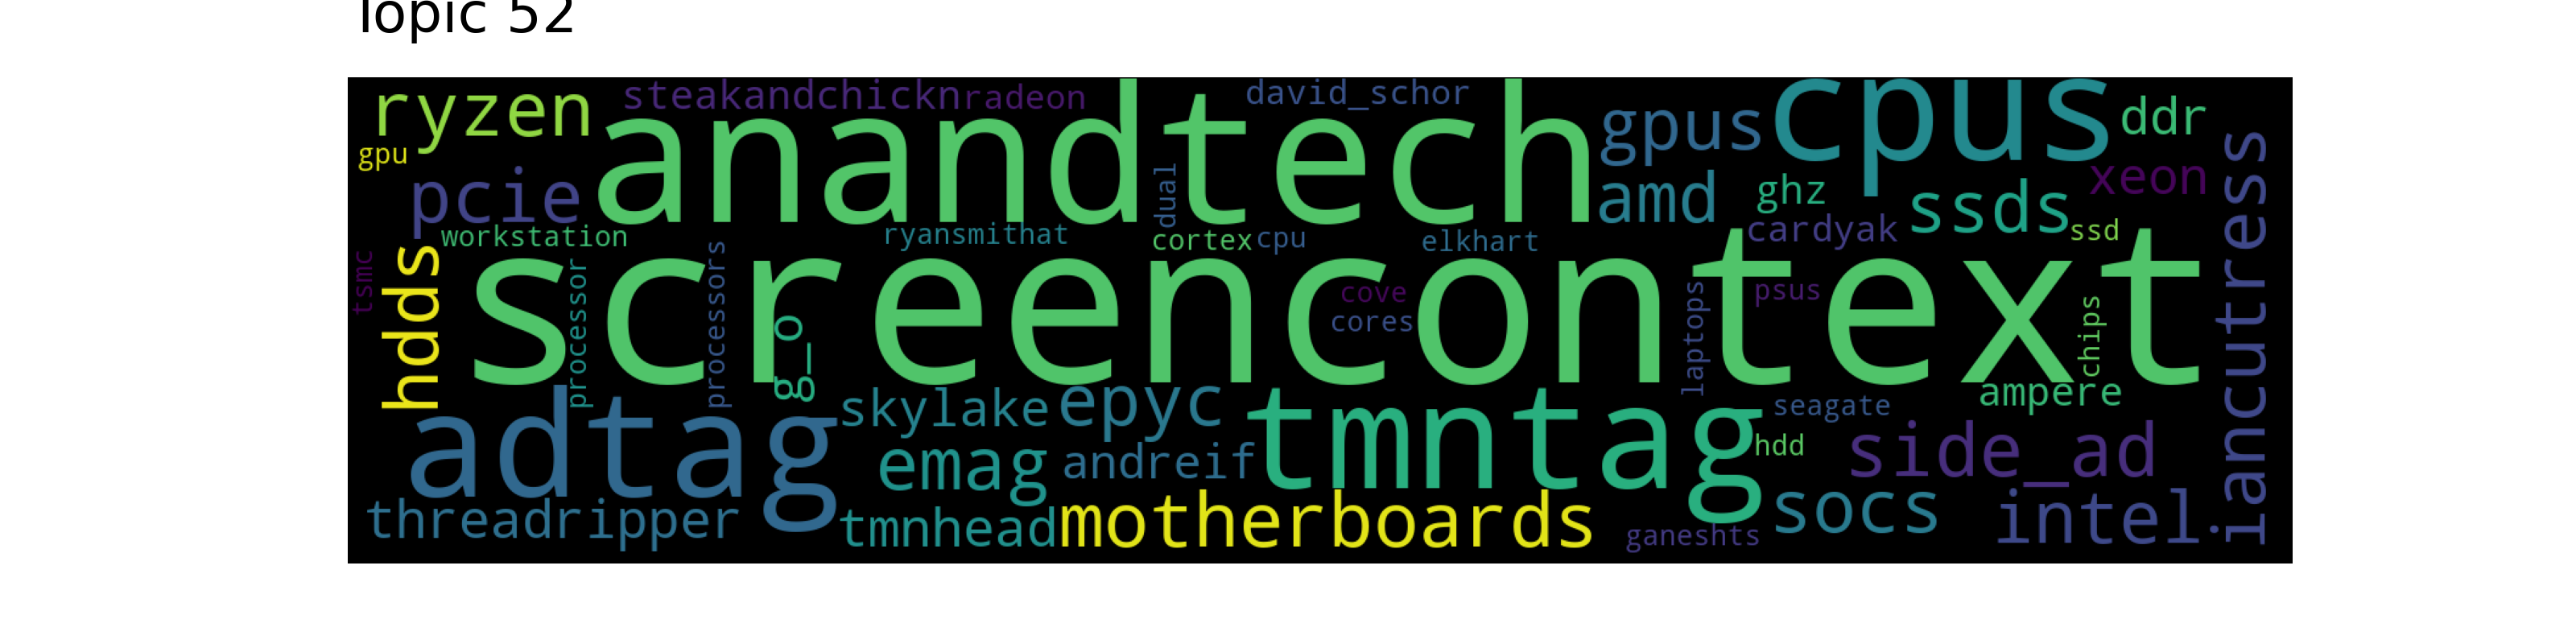 Topic 52
ryzen
steakandchickn
radeon
david_schor
cpus
ddr
gpus
gpu
anandtech
pcie
amd
ghz
ssds
xeon
iancutress
dual
workstation
ryansmithat
cortex
cpu
elkhart
cardyak
ssd
tsmc
hdds
screencontext
processor
processors
g_o
cove
cores
laptops
psus
chips
adtag
skylake
epyc
tmntag
seagate
ampere
emag
andreif
hdd
side_ad
threadripper
tmnhead
motherboards
ganeshts
socs
intel